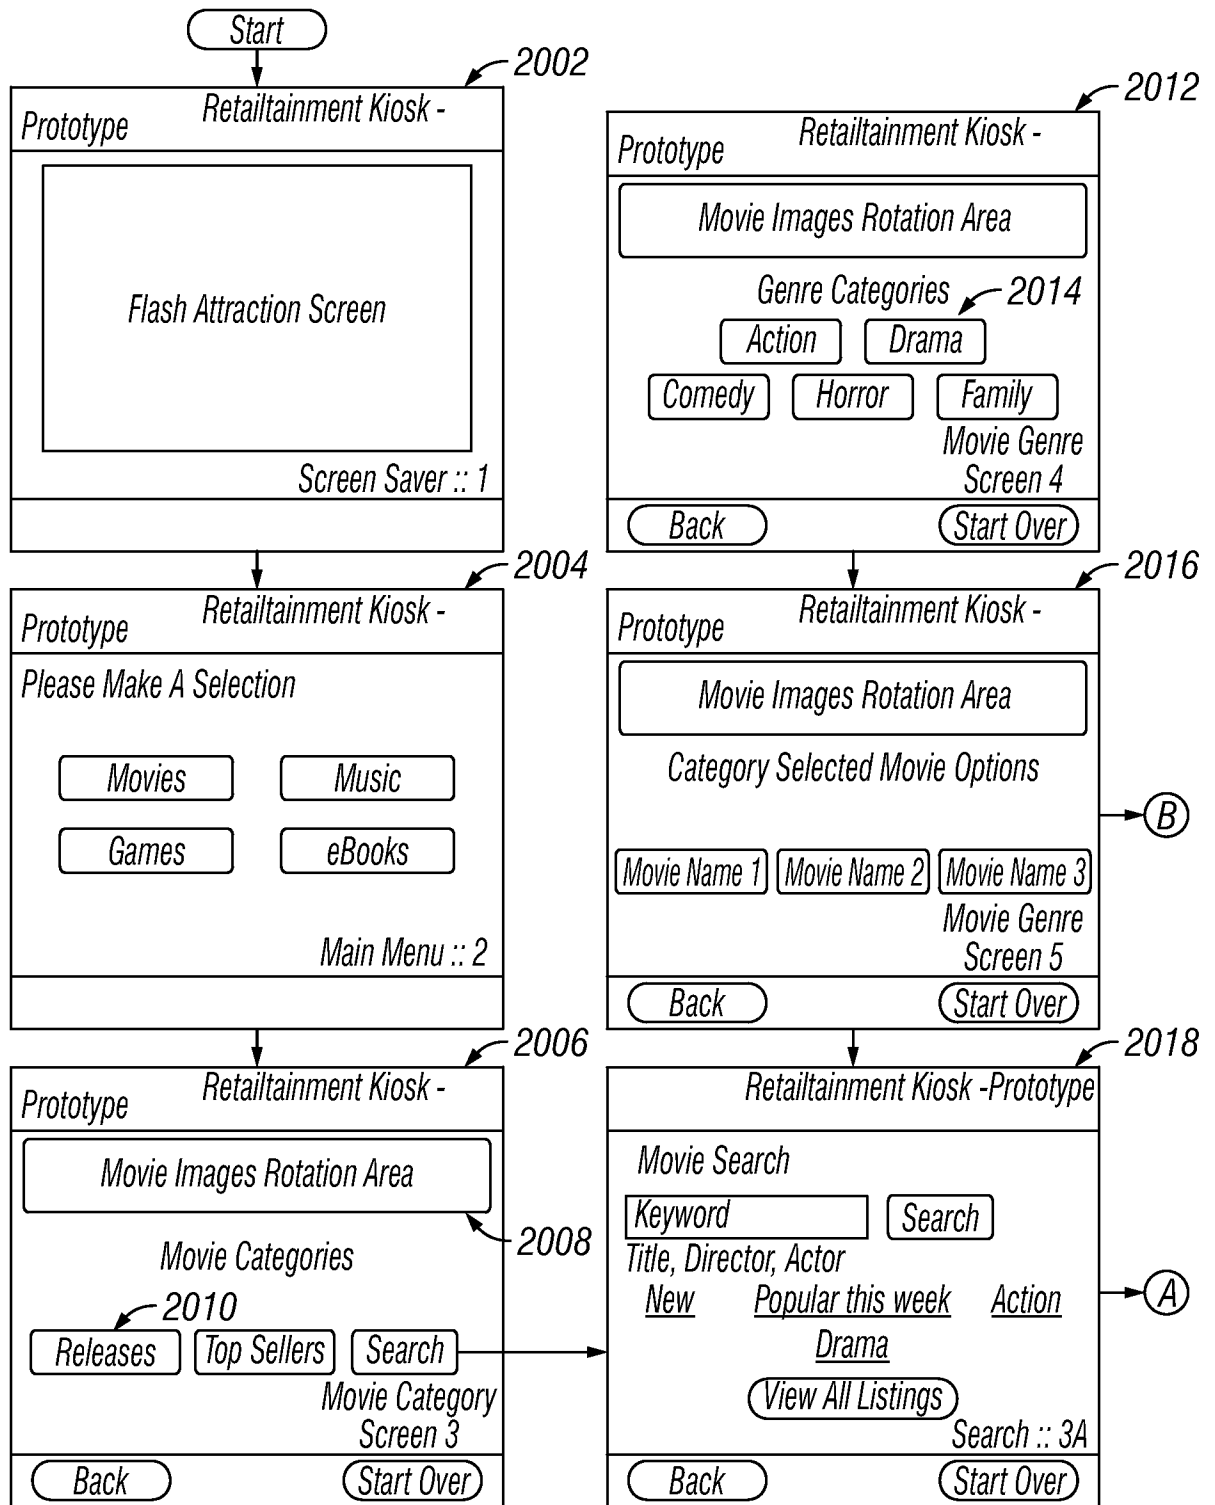 Start
2002
Retailtainment Kiosk -
Prototype
Flash Attraction Screen
Screen Saver :: 1
2004
Retailtainment Kiosk -
Prototype
Please Make A Selection
Movies Music
Games eBooks
Main Menu :: 2
2006
Retailtainment Kiosk -
Prototype
Movie Images Rotation Area
2008
Movie Categories
2010
Releases Top Sellers Search
Movie Category
Screen 3
Back Start Over
2012
Retailtainment Kiosk -
Prototype
Movie Images Rotation Area
Genre Categories 2014
Action Drama
Comedy Horror Family
Movie Genre
Screen 4
Back Start Over
2016
Retailtainment Kiosk -
Prototype
Movie Images Rotation Area
Category Selected Movie Options
B
Movie Name 1 Movie Name 2 Movie Name 3
Movie Genre
Screen 5
Back Start Over
2018
Retailtainment Kiosk -Prototype
Movie Search
Keyword Search
Title, Director, Actor
New Popular this week Action
A
Drama
View All Listings
Search :: 3A
Back Start Over